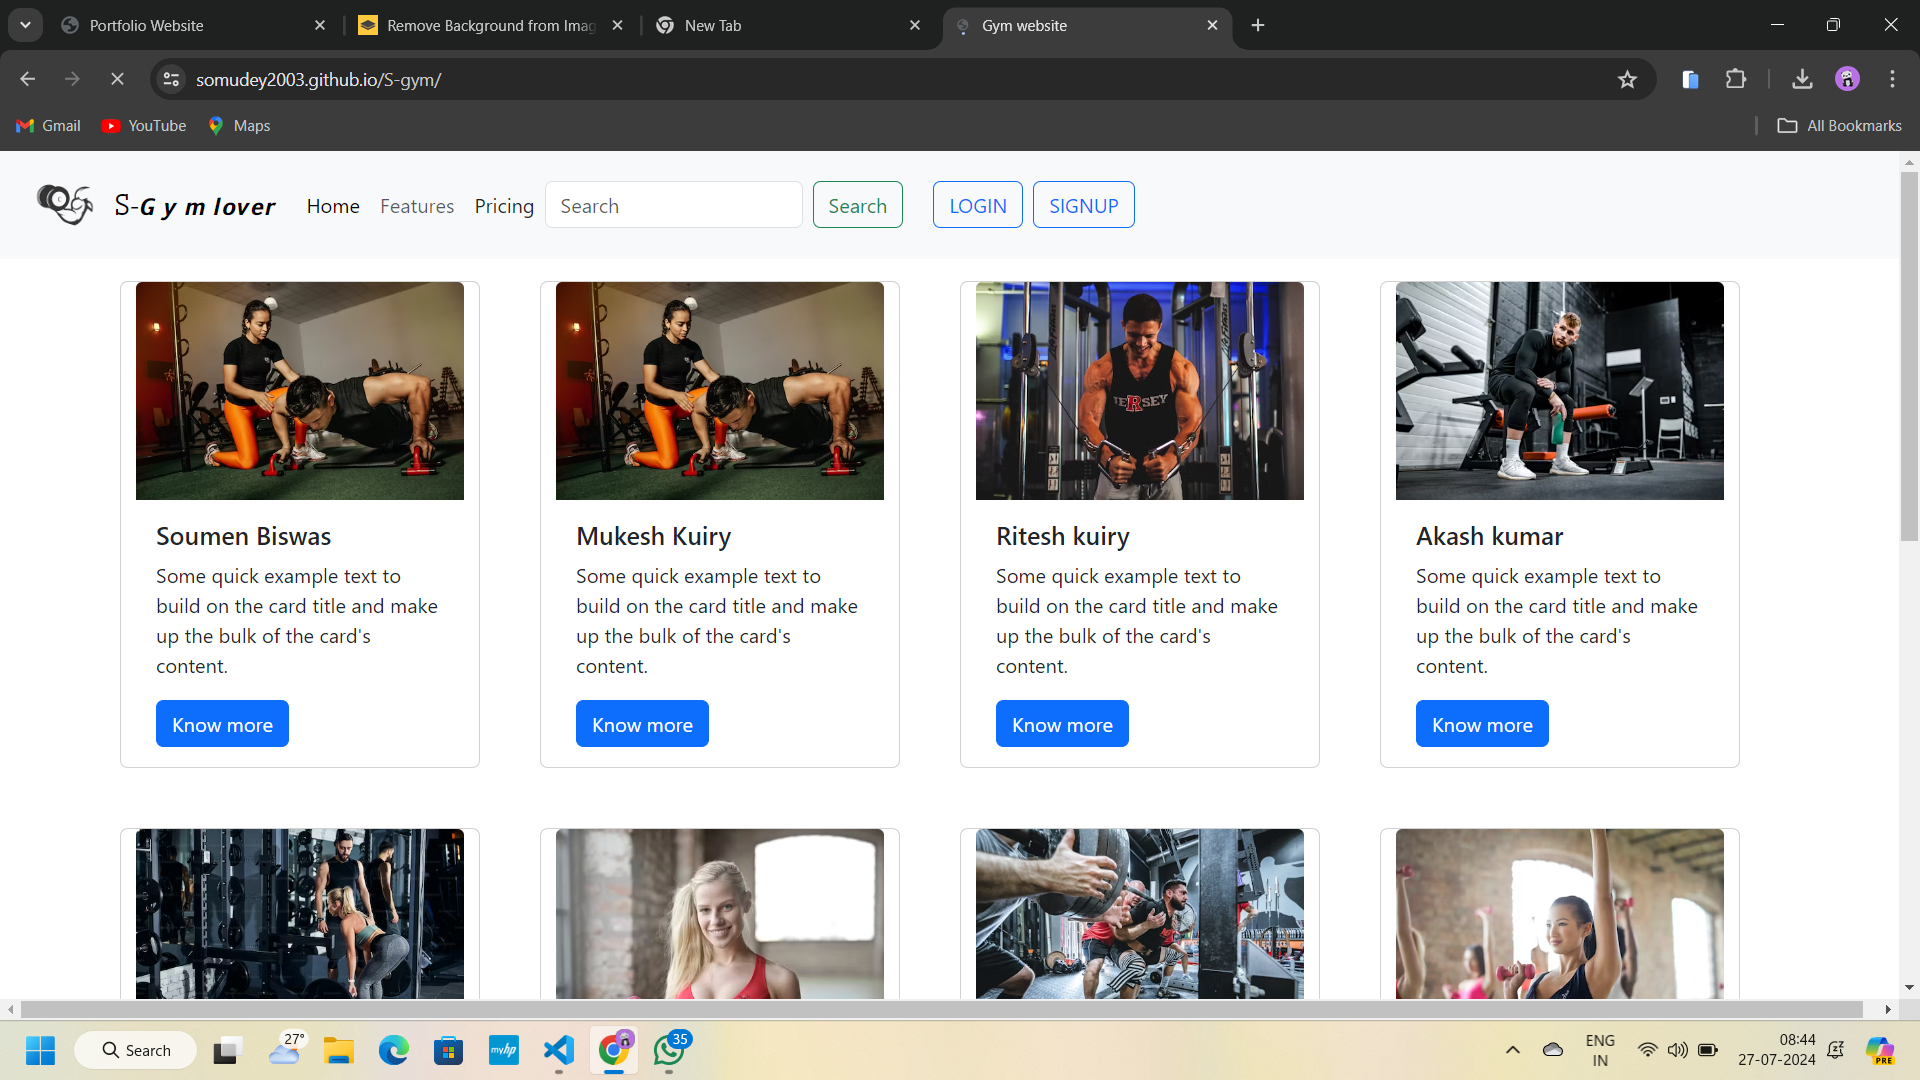 Portfolio Website
Remove Background from Imag
New Tab
Gym website
somudey2003.github.io/S-gym/
Gmail
YouTube
Maps
All Bookmarks
S-G y m lover
Home
Features
Pricing
Search
Search
LOGIN
SIGNUP
JERSEY
Soumen Biswas
Some quick example text to
build on the card title and make
up the bulk of the card's
content.
Know more
Mukesh Kuiry
Some quick example text to
build on the card title and make
up the bulk of the card's
content.
Know more
Ritesh kuiry
Some quick example text to
build on the card title and make
up the bulk of the card's
content.
Know more
Akash kumar
Some quick example text to
build on the card title and make
up the bulk of the card's
content.
Know more
Search
27°
myhp
35
ENG
IN
08:44
27-07-2024
PRE